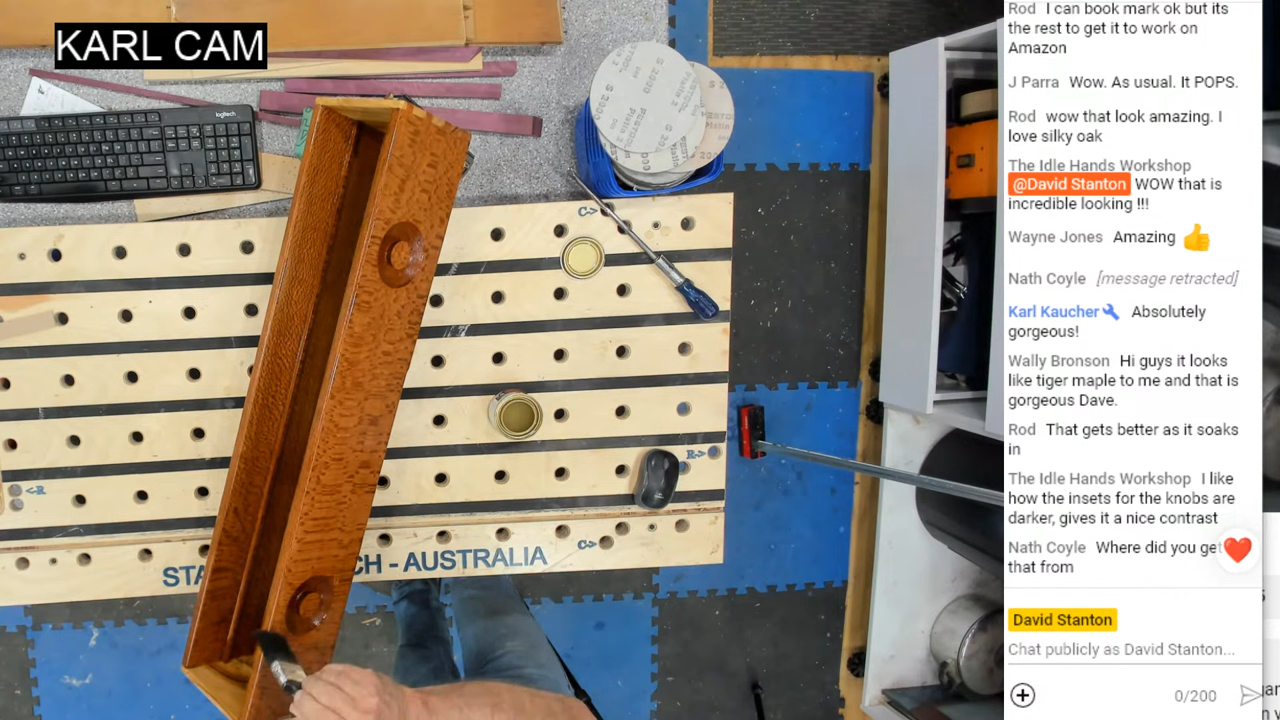 KARL CAM
logitech
C->
<-R
R->
C->
STA
CH - AUSTRALIA
Rod I can book mark ok but its
the rest to get it to work on
Amazon
J Parra Wow. As usual. It POPS.
Rod wow that look amazing. I
love silky oak
The Idle Hands Workshop
@David Stanton WOW that is
incredible looking !!!
Wayne Jones Amazing 👍
Nath Coyle [message retracted]
Karl Kaucher Absolutely
gorgeous!
Wally Bronson Hi guys it looks
like tiger maple to me and that is
gorgeous Dave.
Rod That gets better as it soaks
in
The Idle Hands Workshop I like
how the insets for the knobs are
darker, gives it a nice contrast
Nath Coyle Where did you get
that from
David Stanton
Chat publicly as David Stanton...
0/200